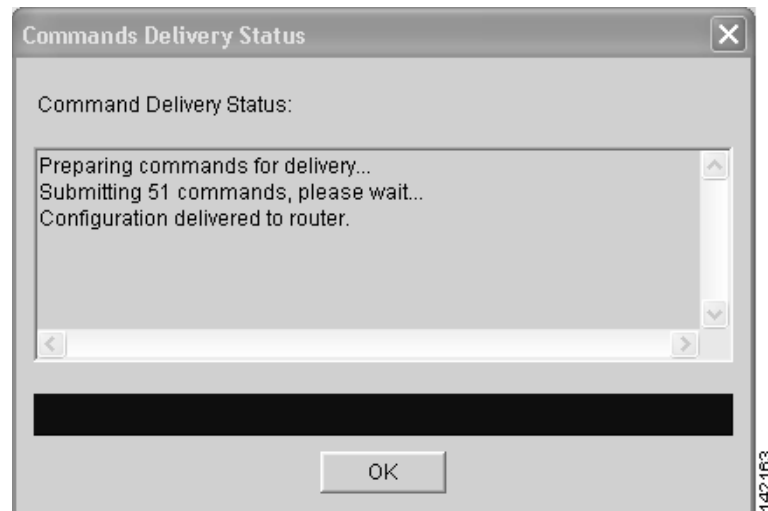 Commands Delivery Status
Command Delivery Status:
Preparing commands for delivery...
Submitting 51 commands, please wait...
Configuration delivered to router.
OK
142163